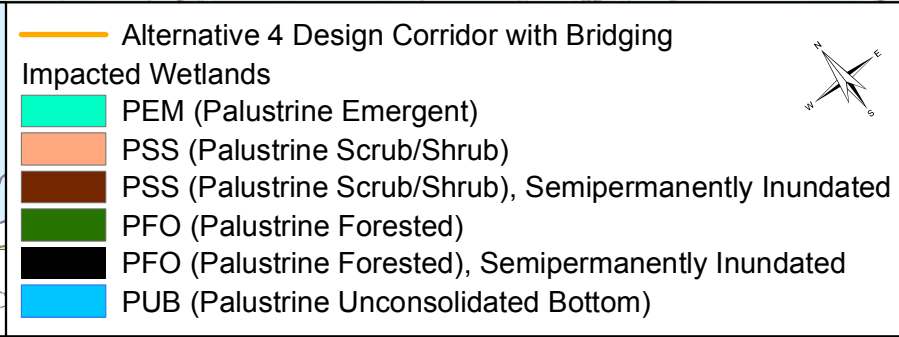 Alternative 4 Design Corridor with Bridging
Impacted Wetlands
PEM (Palustrine Emergent)
PSS (Palustrine Scrub/Shrub)
PSS (Palustrine Scrub/Shrub), Semipermanently Inundated
PFO (Palustrine Forested)
PFO (Palustrine Forested), Semipermanently Inundated
PUB (Palustrine Unconsolidated Bottom)
N
E
W
S